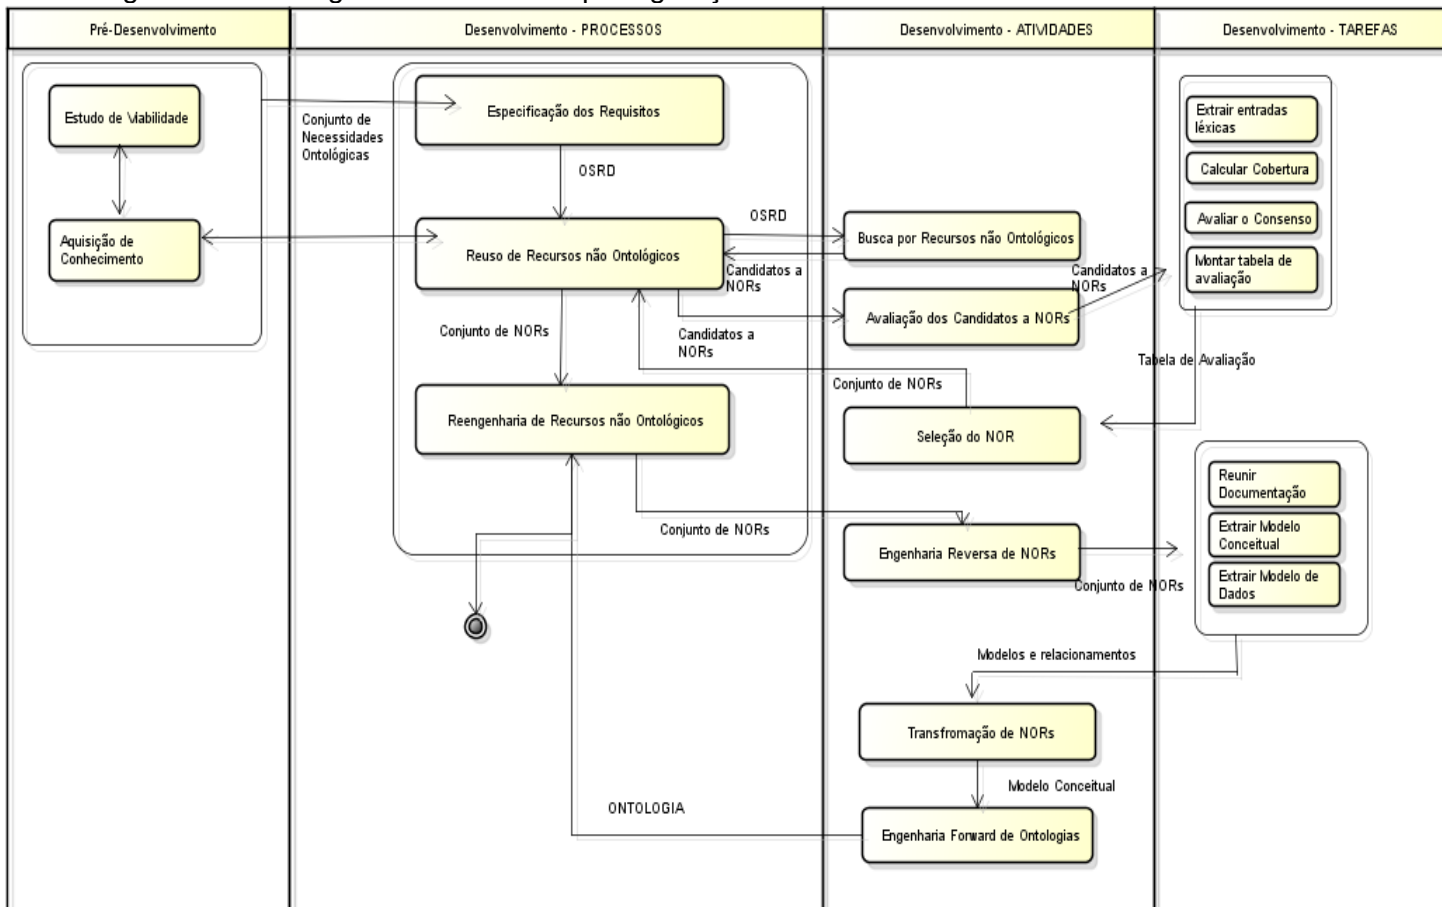 Pré-Desenvolvimento
Desenvolvimento - PROCESSOS
Desenvolvimento - ATIVIDADES
Desenvolvimento - TAREFAS
Estudo de Viabilidade
Aquisição de
Conhecimento
Conjunto de
Necessidades
Ontológicas
Especificação dos Requisitos
OSRD
Reuso de Recursos não Ontológicos
Conjunto de NORs
Reengenharia de Recursos não Ontológicos
OSRD
Candidatos a
NORs
Candidatos a
NORs
Conjunto de NORs
Conjunto de NORs
ONTOLOGIA
Busca por Recursos não Ontológicos
Avaliação dos Candidatos a NORs
Candidatos a
NORs
Seleção do NOR
Engenharia Reversa de NORs
Conjunto de NORs
Modelos e relacionamentos
Transfromação de NORs
Modelo Conceitual
Engenharia Forward de Ontologias
Extrair entradas
léxicas
Calcular Cobertura
Avaliar o Consenso
Montar tabela de
avaliação
Tabela de Avaliação
Reunir
Documentação
Extrair Modelo
Conceitual
Extrair Modelo de
Dados